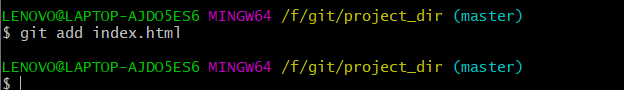 LENOVO@LAPTOP-AJDO5ES6 MINGW64 /f/git/project_dir (master)
$ git add index.html
LENOVO@LAPTOP-AJDO5ES6 MINGW64 /f/git/project_dir (master)
$